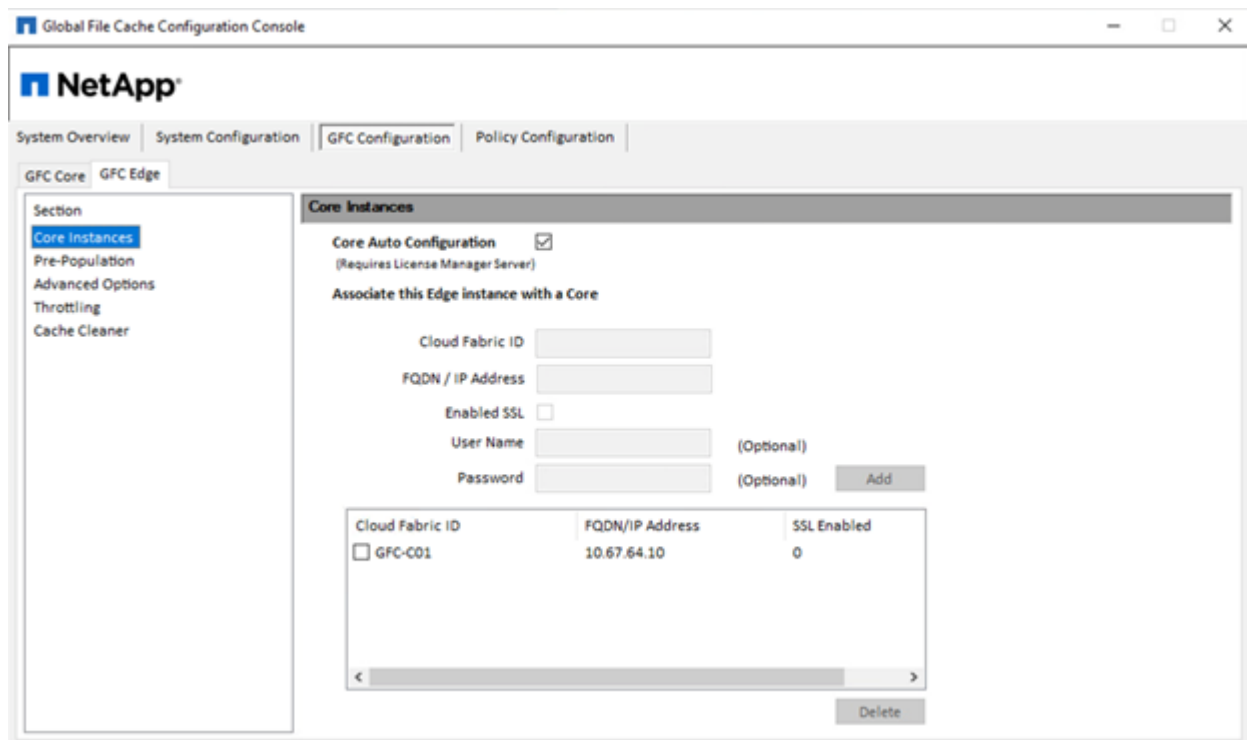 Global File Cache Configuration Console
NetApp
System Overview System Configuration GFC Configuration Policy Configuration
GFC Core GFC Edge
Section
Core Instances
Pre-Population
Advanced Options
Throttling
Cache Cleaner
Core Instances
Core Auto Configuration
(Requires License Manager Server)
Associate this Edge instance with a Core
Cloud Fabric ID
FQDN / IP Address
Enabled SSL
User Name (Optional)
Password (Optional) Add
Cloud Fabric ID FQDN/IP Address SSL Enabled
GFC-C01 10.67.64.10 0
Delete